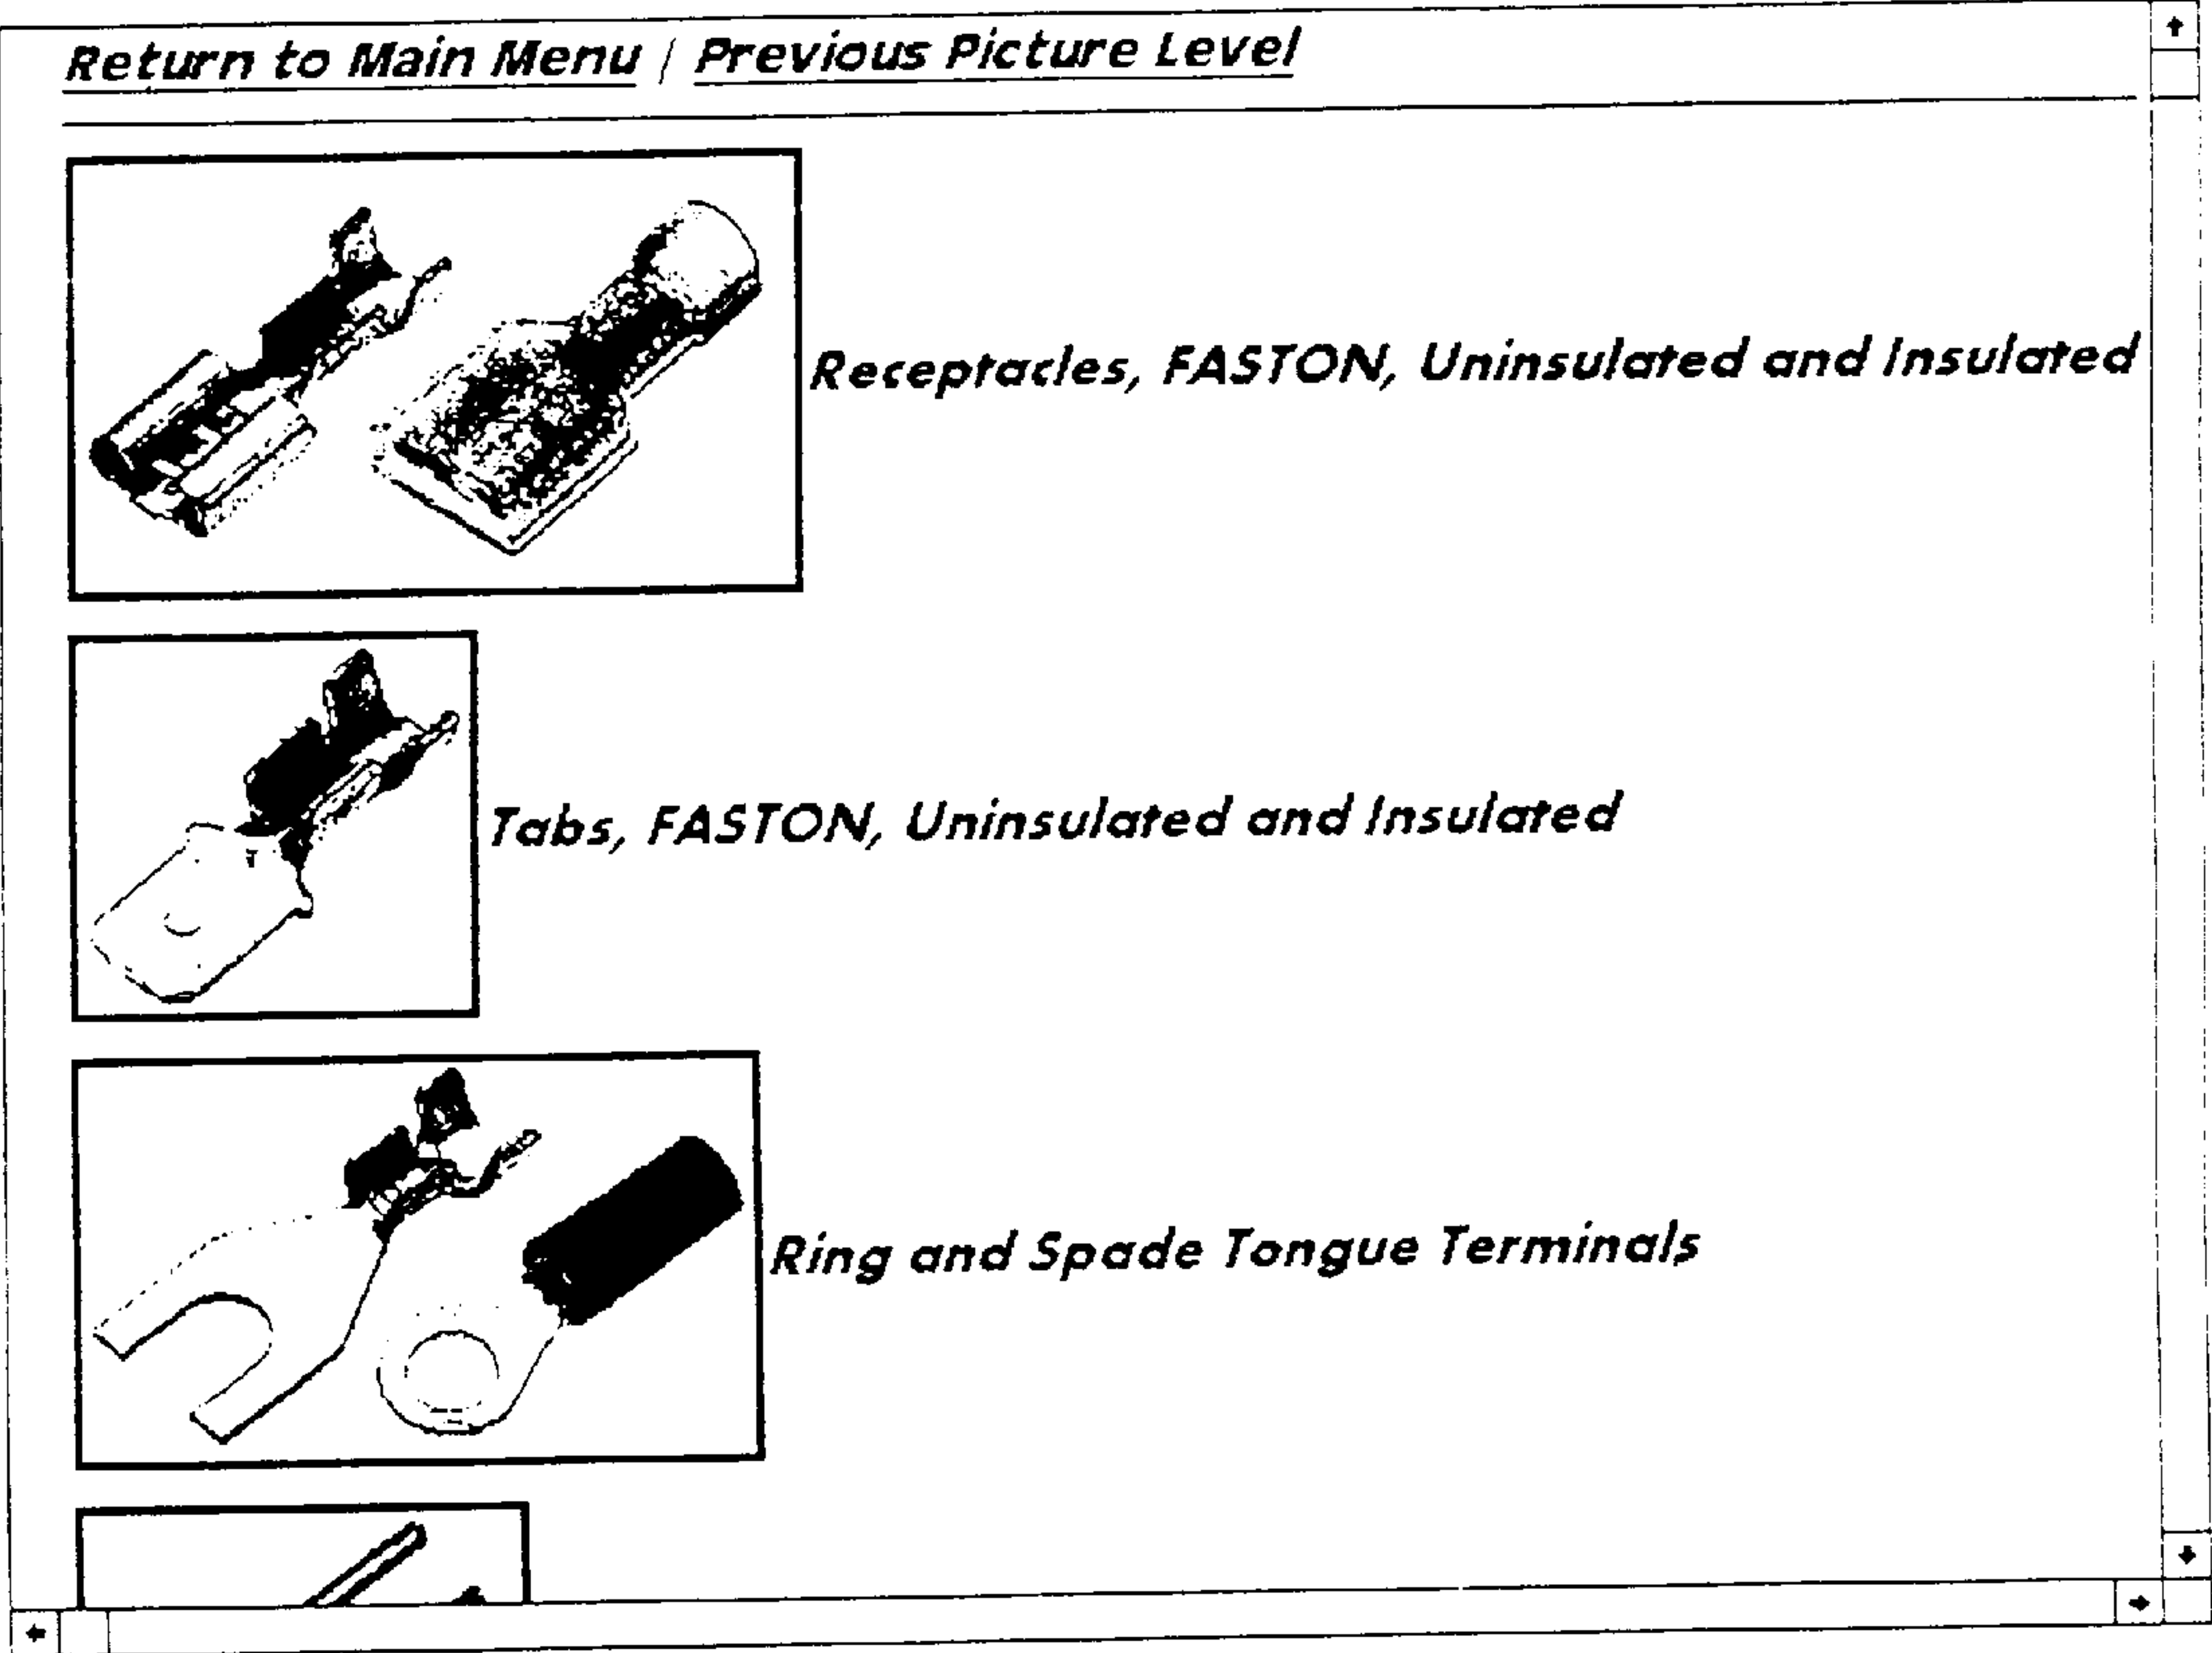 Return to Main Menu / Previous Picture Level
Receptacles, FASTON, Uninsulated and Insulated
Tabs, FASTON, Uninsulated and Insulated
Ring and Spade Tongue Terminals